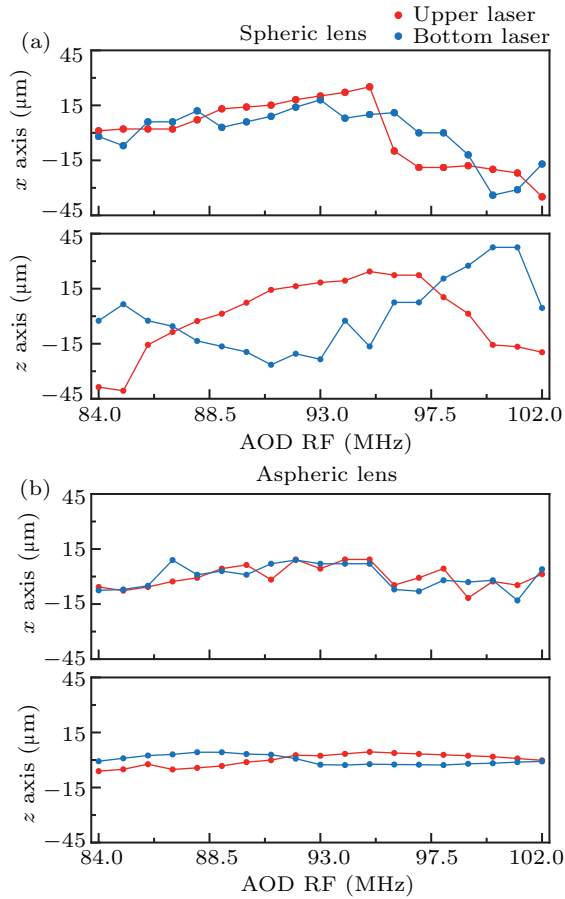 (a)
Spheric lens
Upper laser
Bottom laser
45
15
−15
−45
x axis (μm)
45
15
−15
−45
z axis (μm)
84.0 88.5 93.0 97.5 102.0
AOD RF (MHz)
(b)
Aspheric lens
45
15
−15
−45
x axis (μm)
45
15
−15
−45
z axis (μm)
84.0 88.5 93.0 97.5 102.0
AOD RF (MHz)